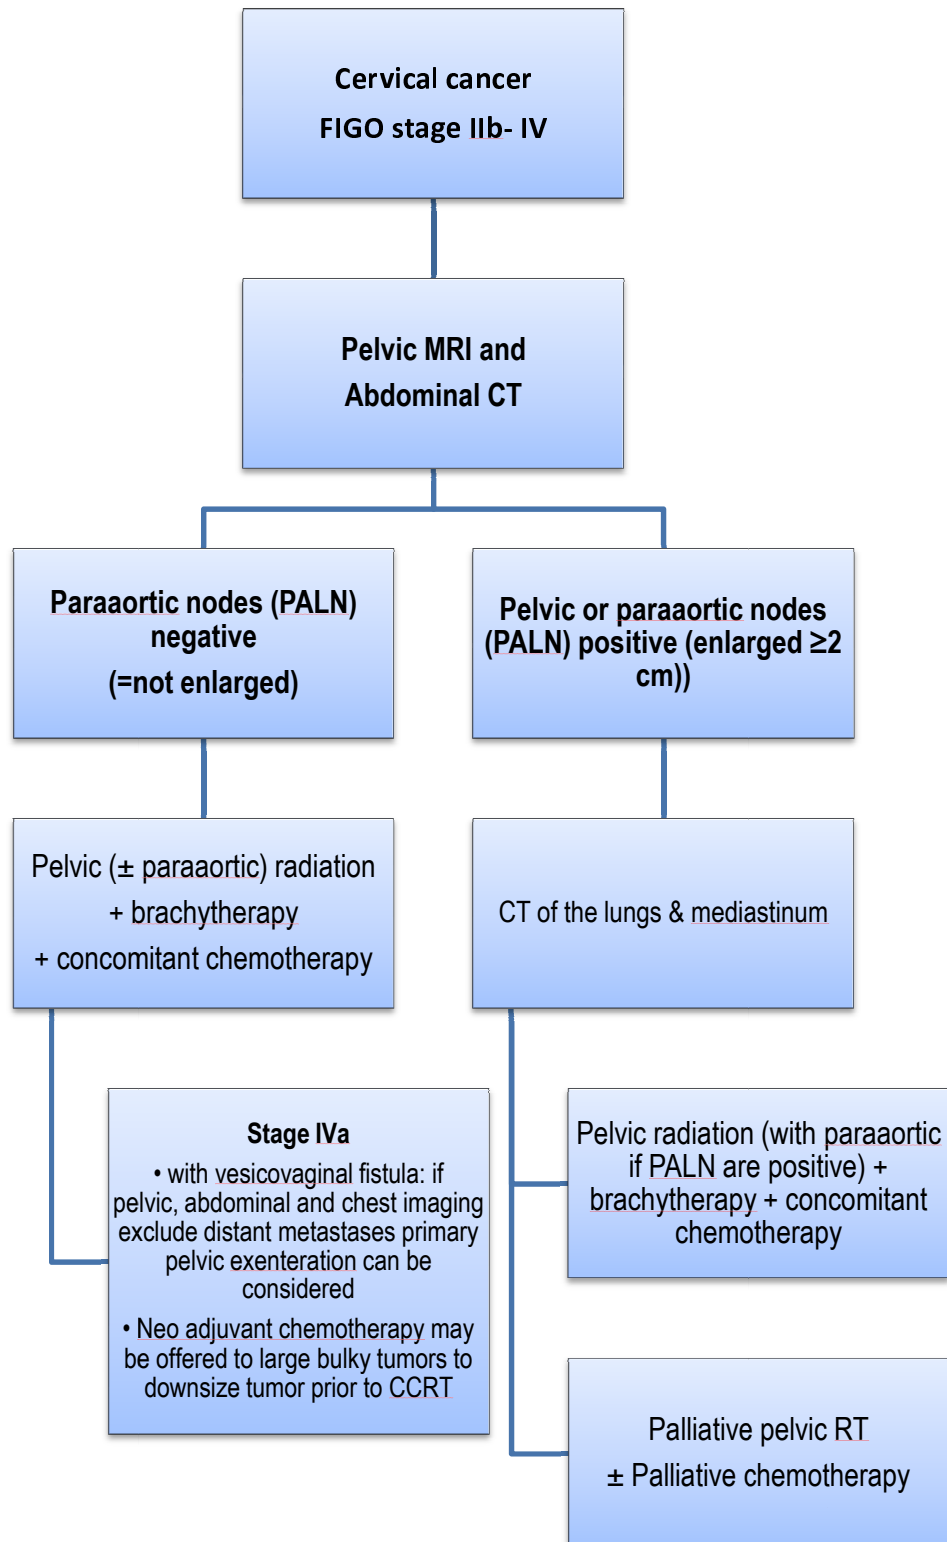 Cervical cancer
FIGO stage IIb- IV
Pelvic MRI and
Abdominal CT
Paraaortic nodes (PALN)
negative
(=not enlarged)
Pelvic or paraaortic nodes
(PALN) positive (enlarged ≥2
cm))
Pelvic (± paraaortic) radiation
+ brachytherapy
+ concomitant chemotherapy
CT of the lungs & mediastinum
Stage IVa
• with vesicovaginal fistula: if
pelvic, abdominal and chest imaging
exclude distant metastases primary
pelvic exenteration can be
considered
• Neo adjuvant chemotherapy may
be offered to large bulky tumors to
downsize tumor prior to CCRT
Pelvic radiation (with paraaortic
if PALN are positive) +
brachytherapy + concomitant
chemotherapy
Palliative pelvic RT
± Palliative chemotherapy